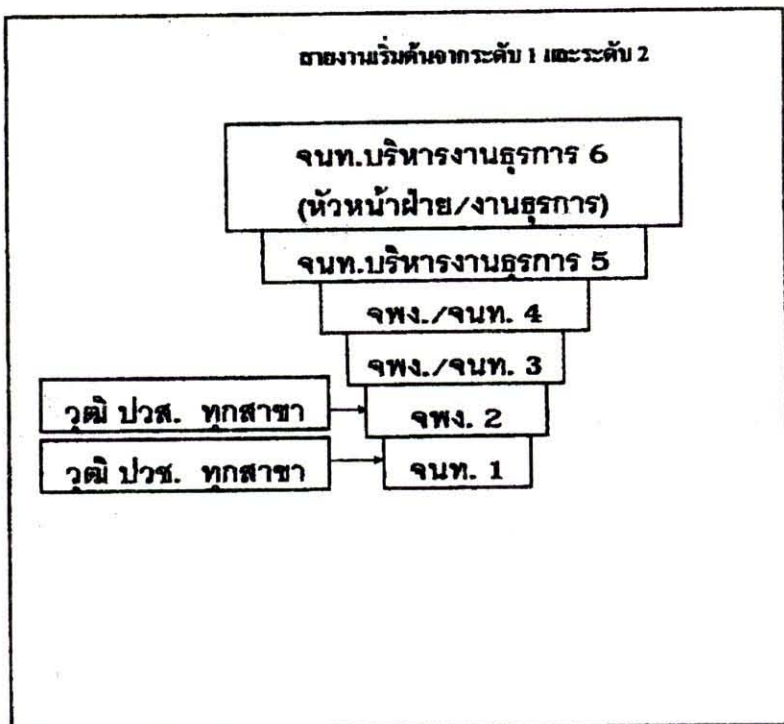 สายงานเริ่มต้นจากระดับ 1 และระดับ 2
จนท.บริหารงานธุรการ 6
(หัวหน้าฝ่าย/งานธุรการ)
จนท.บริหารงานธุรการ 5
จพง./จนท. 4
จพง./จนท. 3
วุฒิ ปวส. ทุกสาขา
จพง. 2
วุฒิ ปวช. ทุกสาขา
จนท. 1